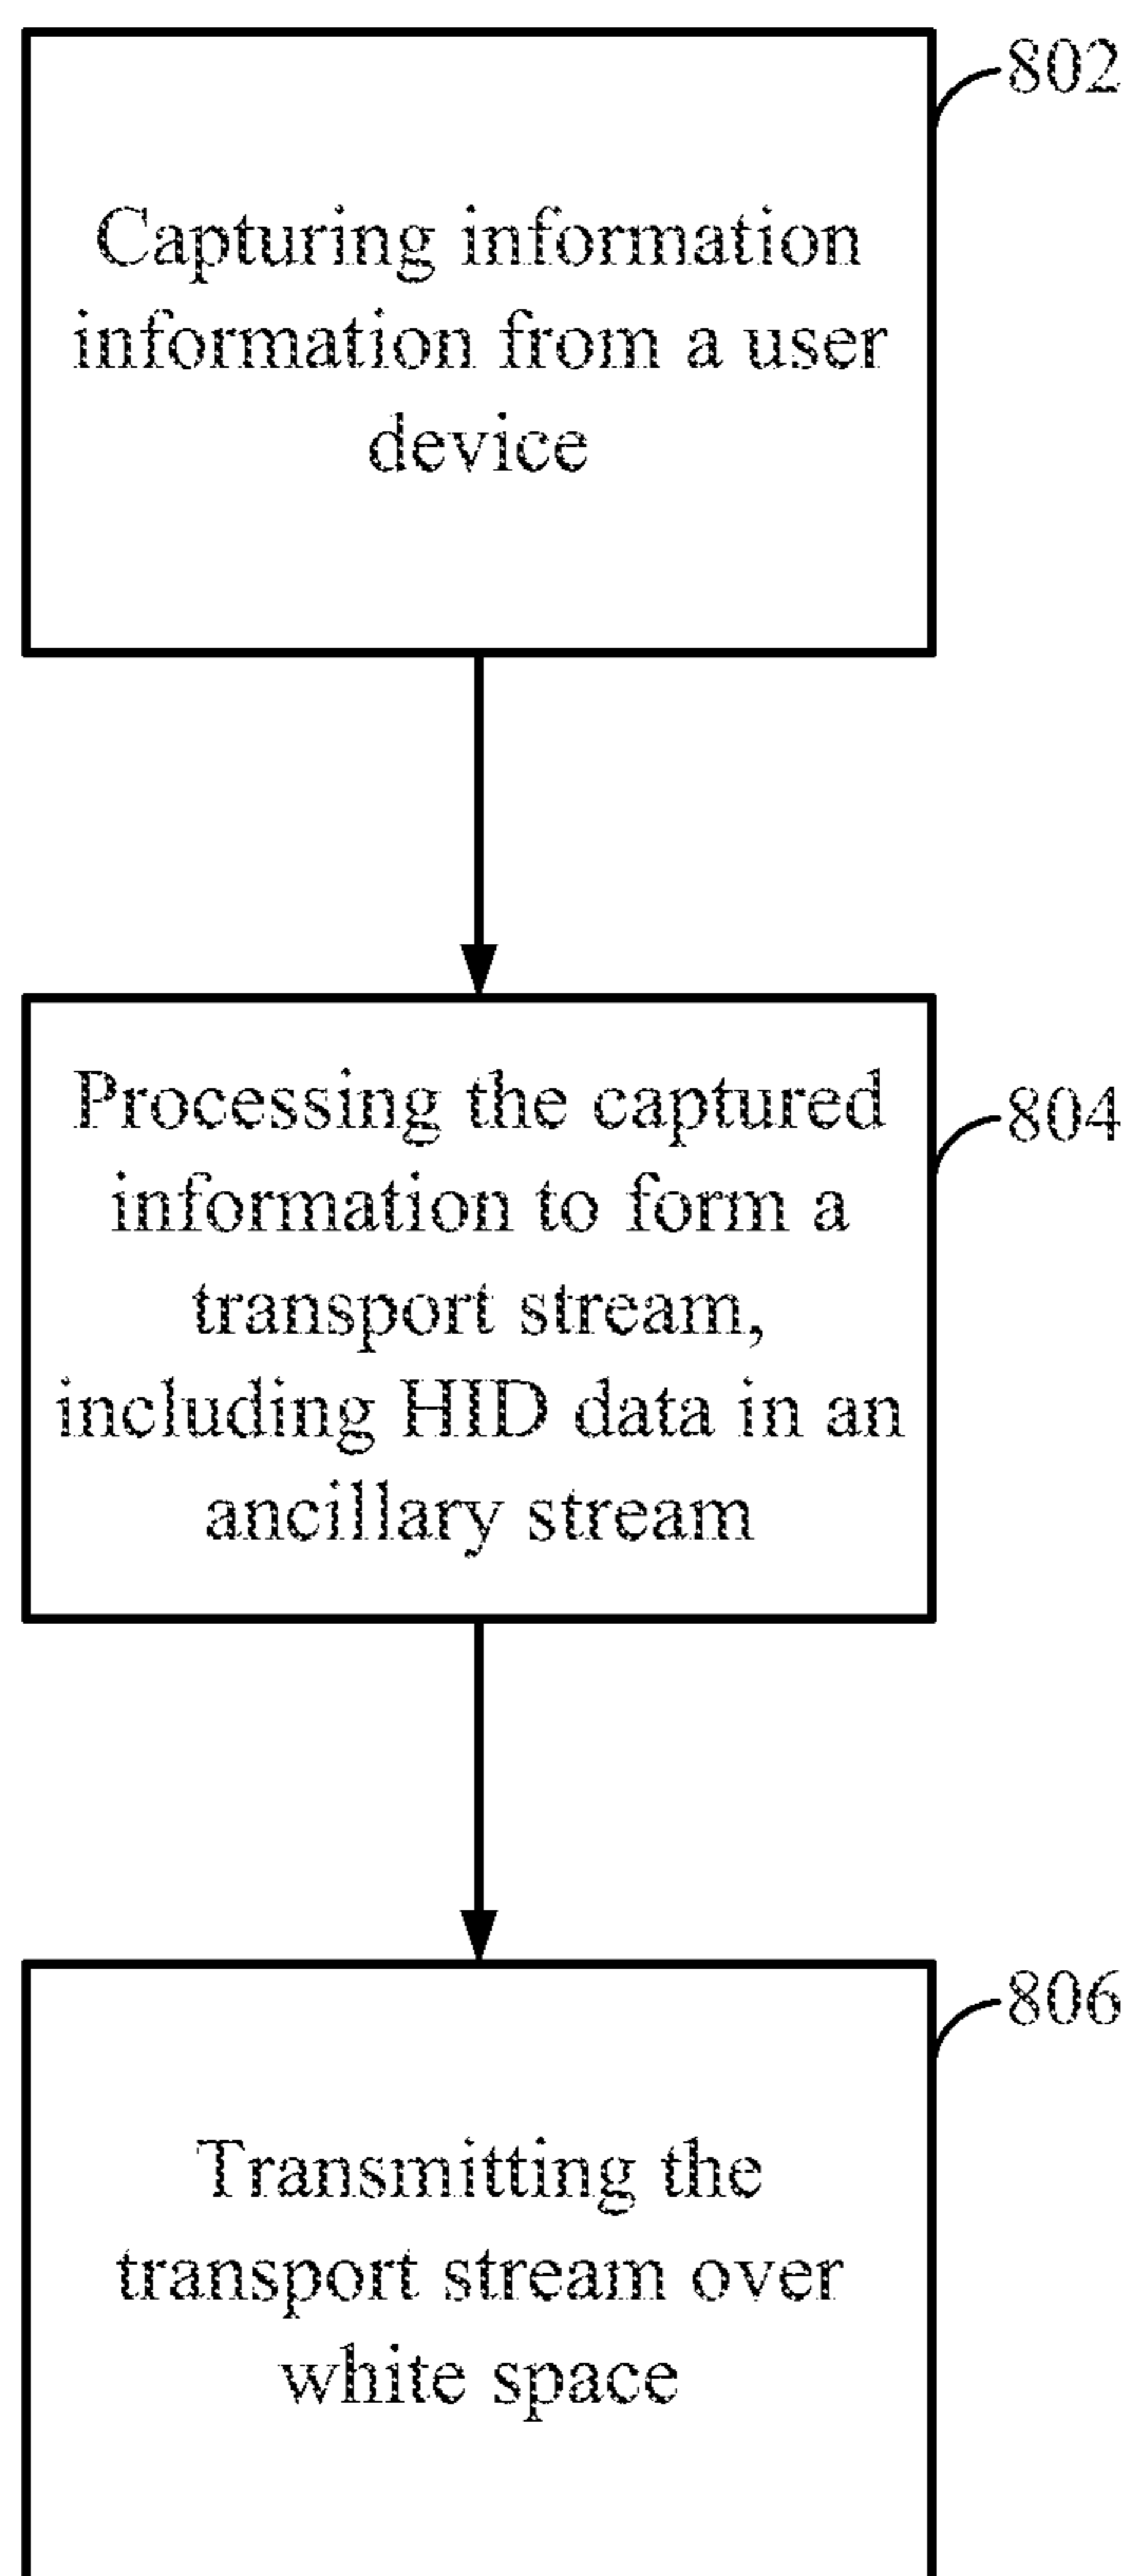 802
Capturing information
information from a user
device
804
Processing the captured
information to form a
transport stream,
including HID data in an
ancillary stream
806
Transmitting the
transport stream over
white space